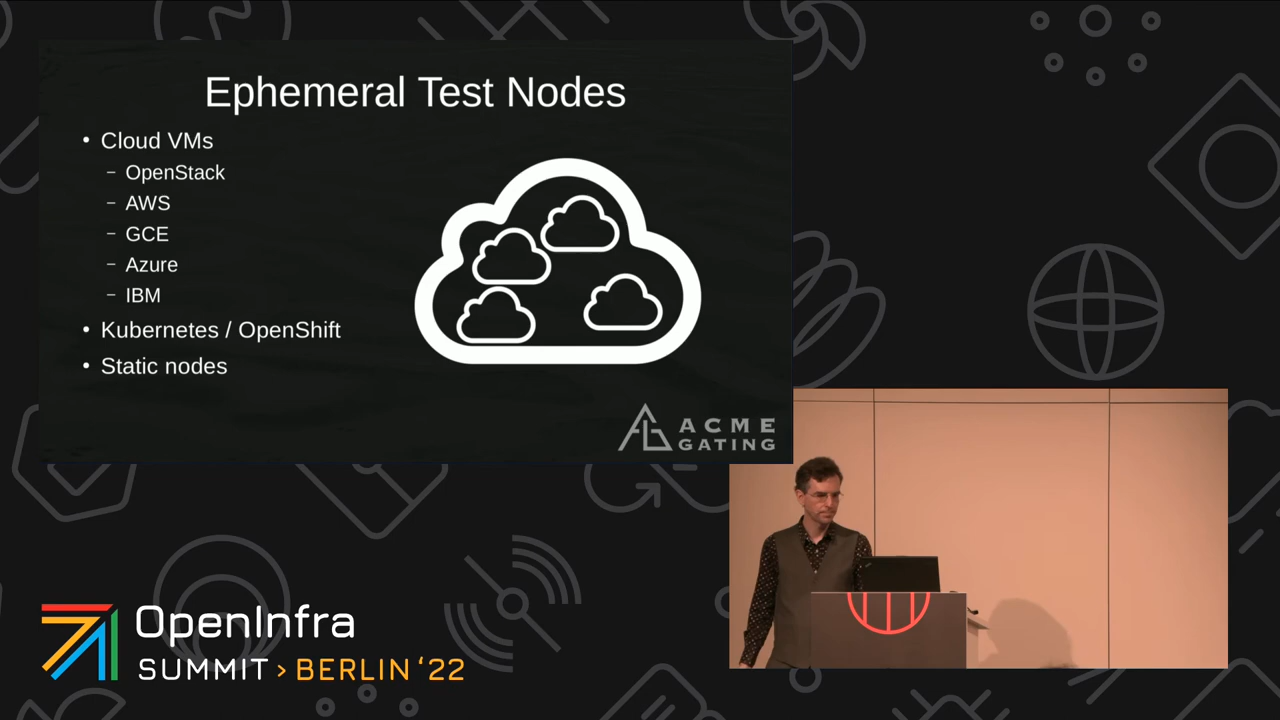 Ephemeral Test Nodes
• Cloud VMs
– OpenStack
– AWS
– GCE
– Azure
– IBM
• Kubernetes / OpenShift
• Static nodes
ACME
GATING
OpenInfra
SUMMIT > BERLIN ‘22